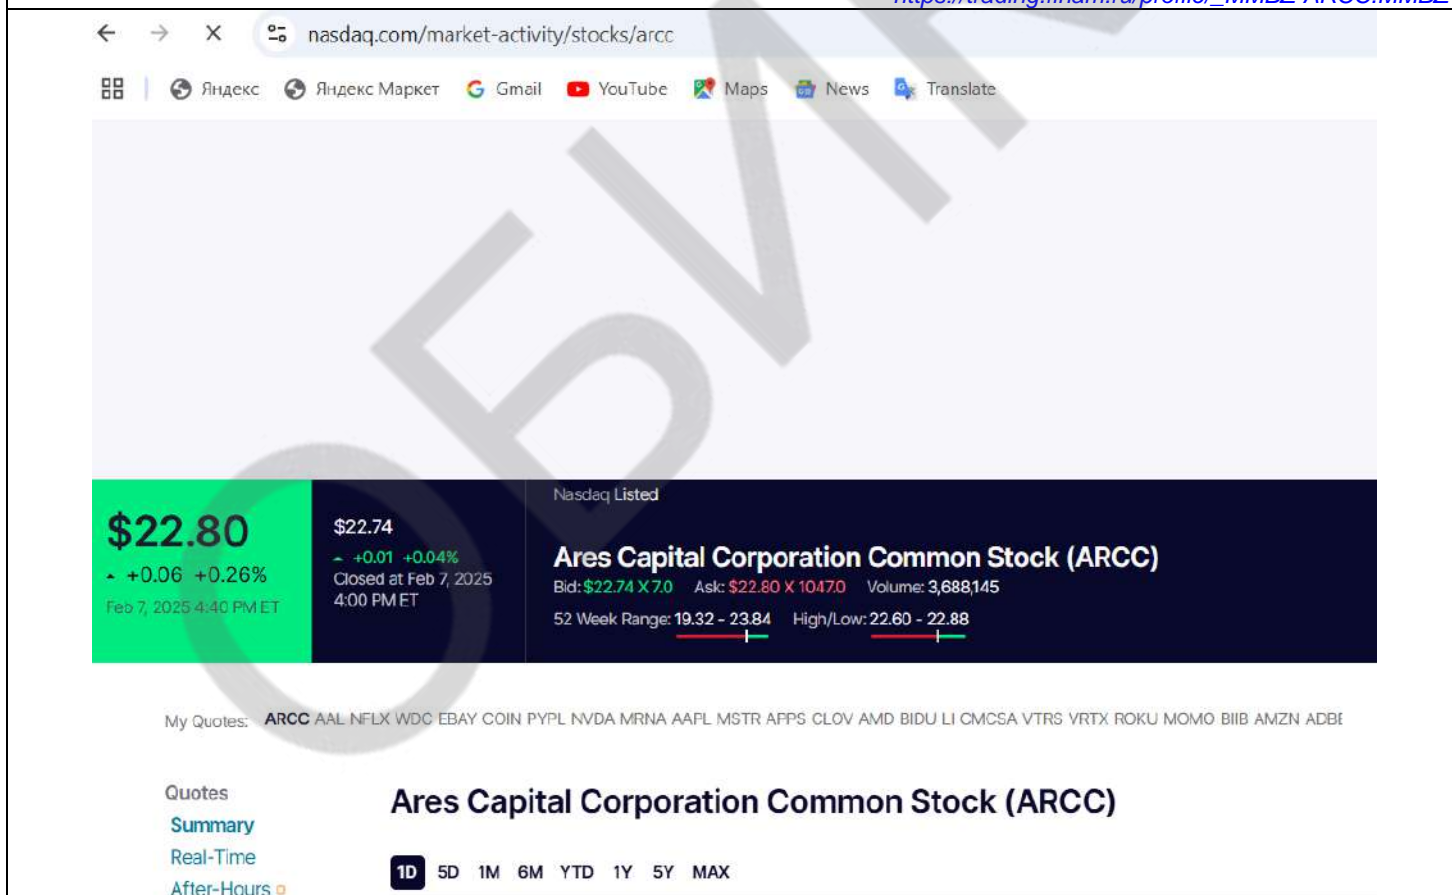 nasdaq.com/market-activity/stocks/arcc
Яндекс Яндекс Маркет Gmail YouTube Maps News Translate
ОБИ
Nasdaq Listed
$22.80
+0.06 +0.26%
Feb 7, 2025 4:40 PM ET
$22.74
+0.01 +0.04%
Closed at Feb 7, 2025
4:00 PM ET
Ares Capital Corporation Common Stock (ARCC)
Bid: $22.74 X 7.0 Ask: $22.80 X 1047.0 Volume: 3,688,145
52 Week Range: 19.32 - 23.84 High/Low: 22.60 - 22.88
My Quotes: ARCC AAL NFLX WDC EBAY COIN PYPL NVDA MRNA AAPL MSTR APPS CLOV AMD BIDU LI CMCSA VTRS VRTX ROKU MOMO BIIB AMZN ADBE
Quotes
Summary
Real-Time
After-Hours
Ares Capital Corporation Common Stock (ARCC)
1D 5D 1M 6M YTD 1Y 5Y MAX